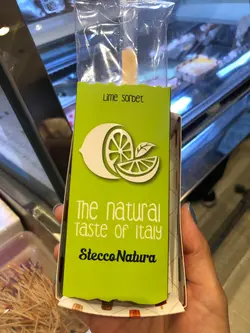 Lime Sorbet
The Natural
Taste of Italy
SteccoNatura